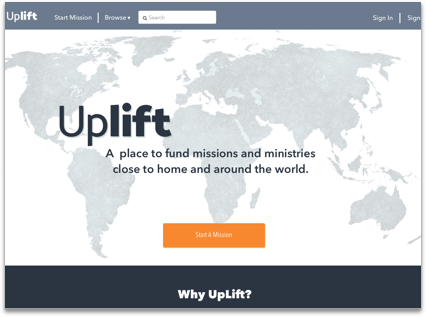 Uplift Start Mission Browse ▾ Search Sign In Sign
Uplift
A place to fund missions and ministries
close to home and around the world.
Start A Mission
Why UpLift?